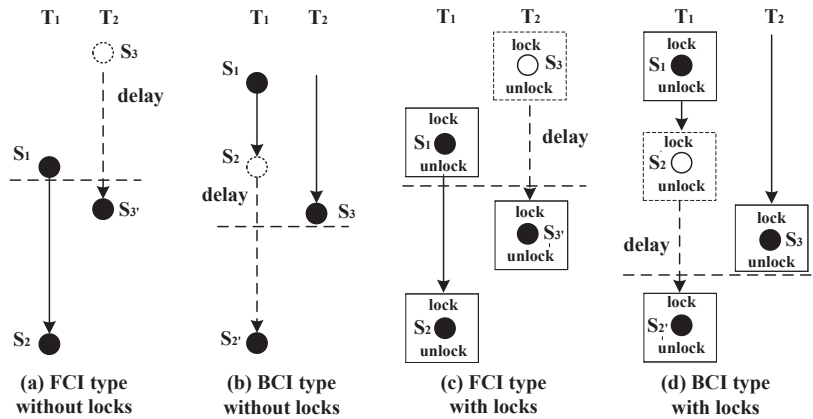 T1 T2
S3
delay
S1
S3'
S2
(a) FCI type
without locks
T1 T2
S1
S2
delay
S3
S2'
(b) BCI type
without locks
T1 T2
lock
S3
unlock
delay
lock
S1
unlock
lock
S3'
unlock
lock
S2
unlock
(c) FCI type
with locks
T1 T2
lock
S1
unlock
lock
S2
unlock
delay
lock
S3
unlock
lock
S2'
unlock
(d) BCI type
with locks